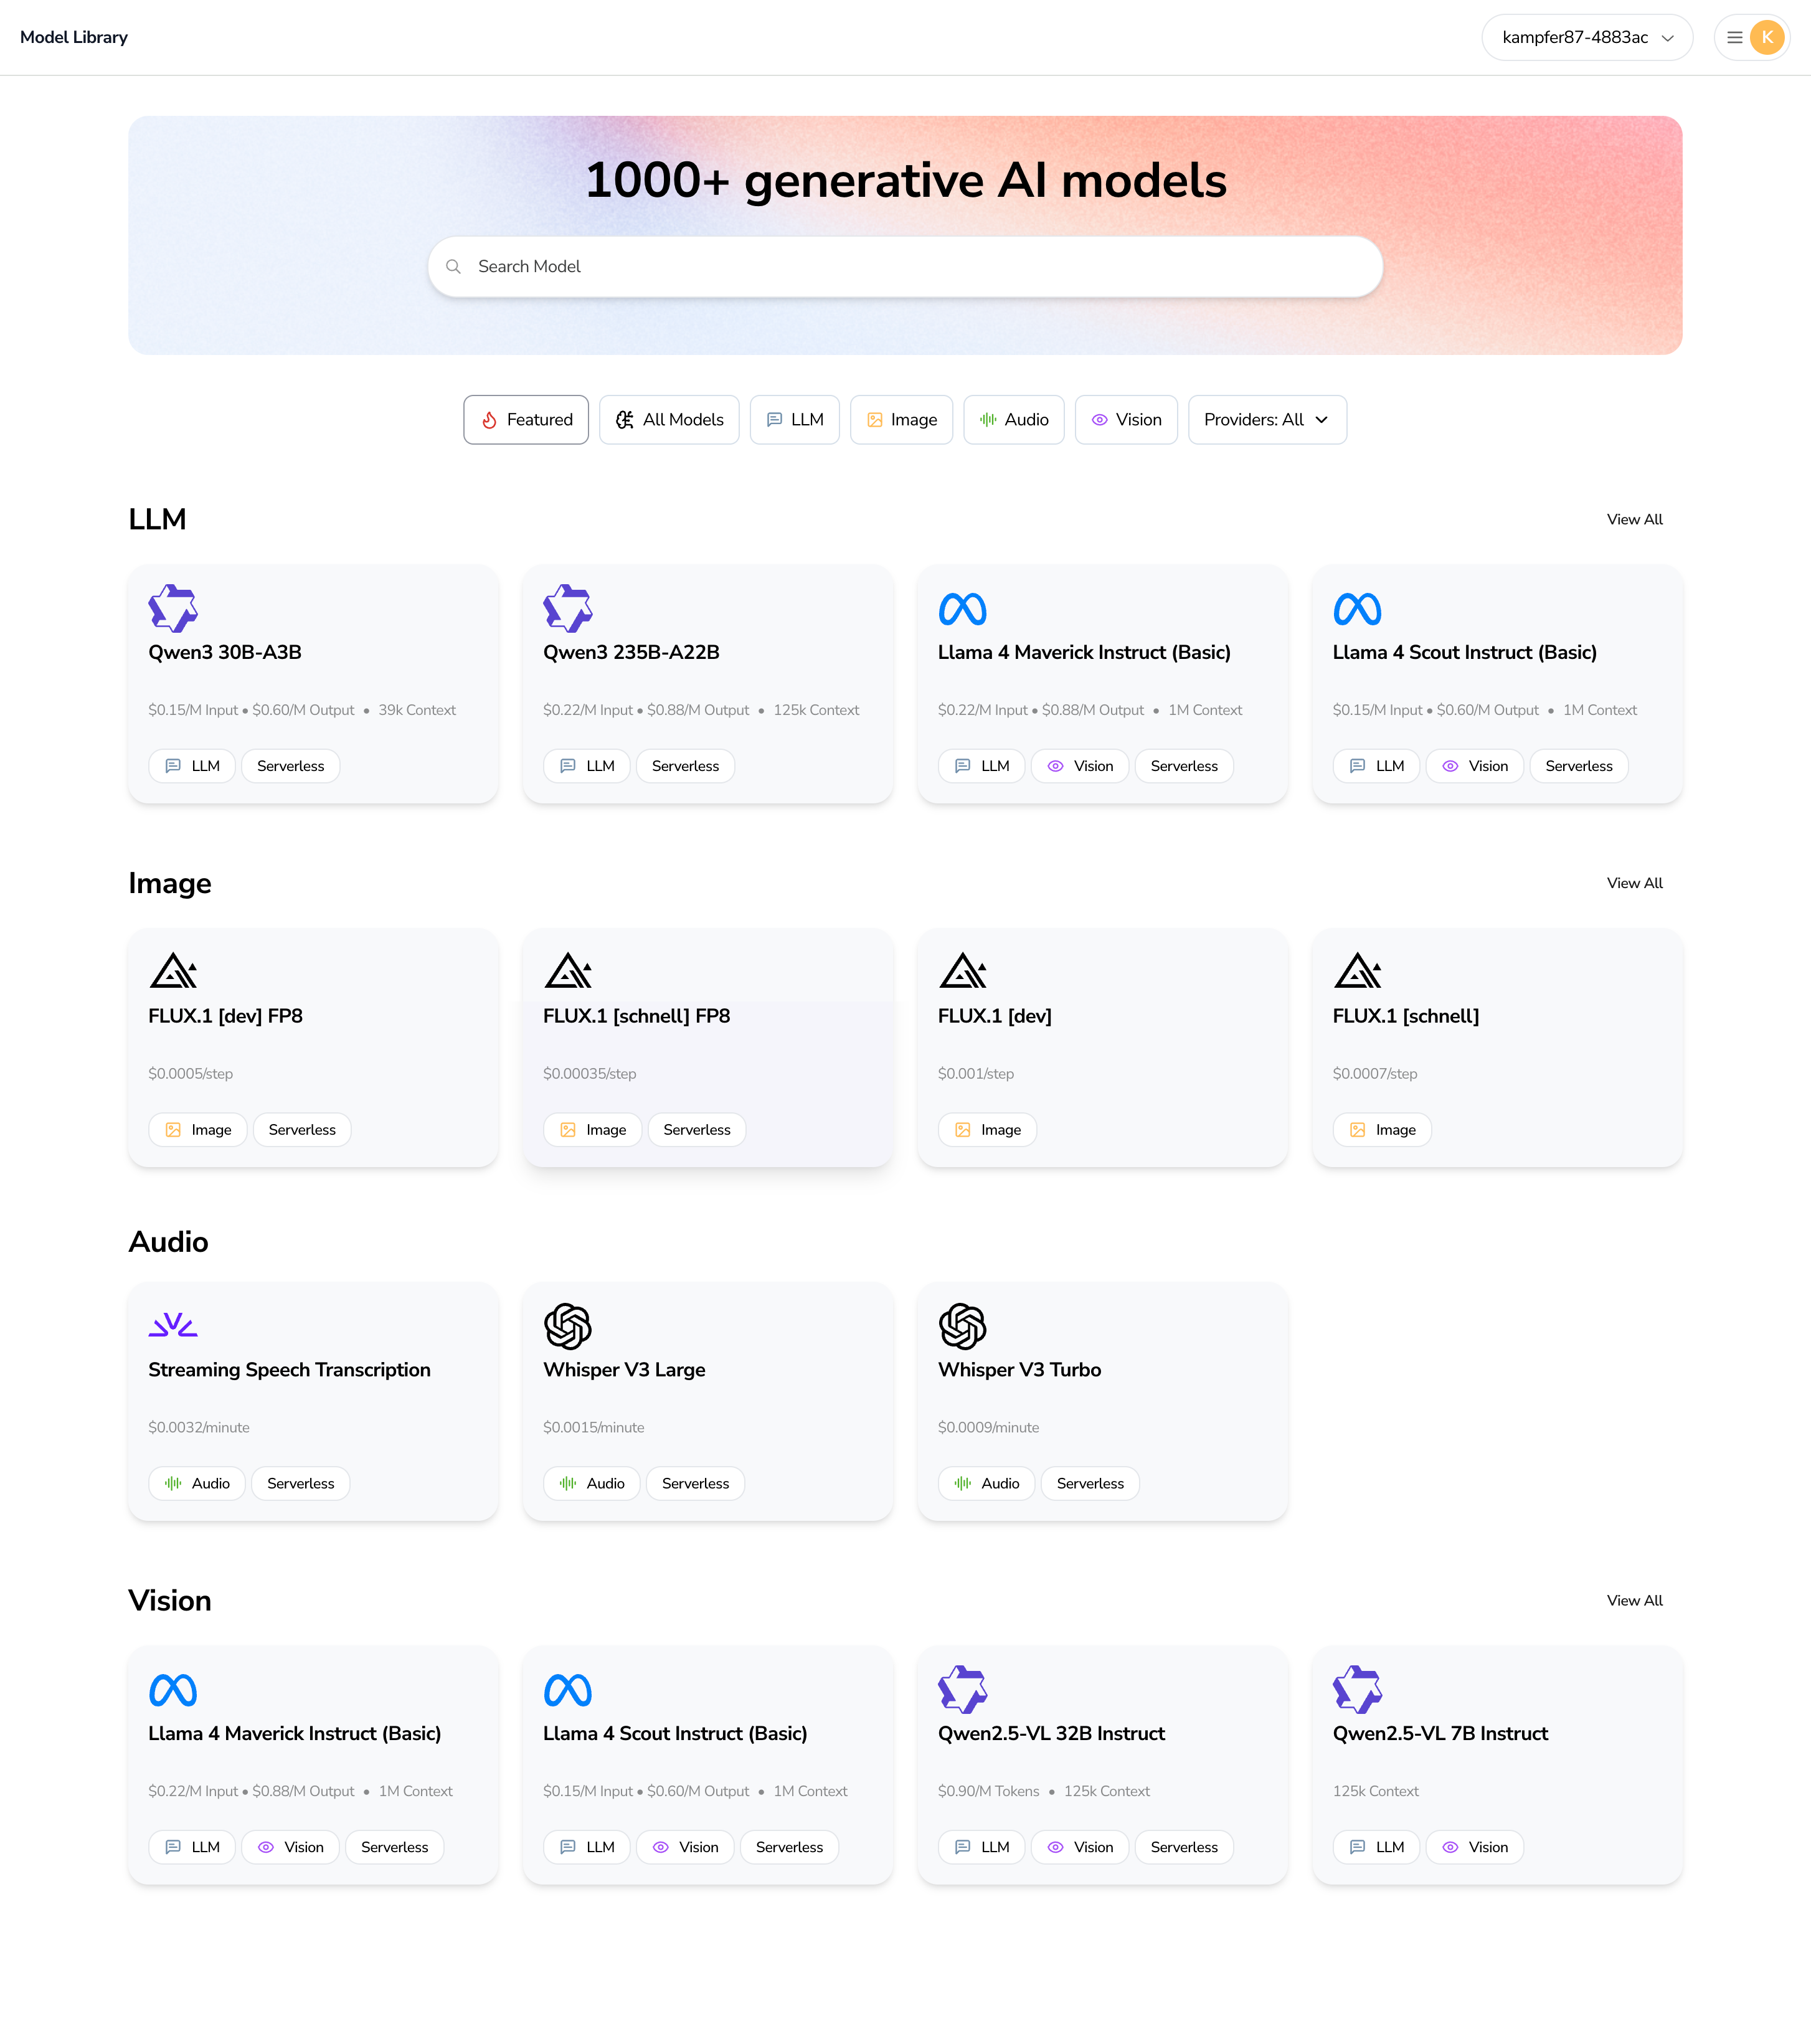 Model Library
kampfer87-4883ac
K
1000+ generative AI models
Search Model
Featured
All Models
LLM
Image
Audio
Vision
Providers: All
LLM
View All
Qwen3 30B-A3B
$0.15/M Input • $0.60/M Output • 39k Context
LLM
Serverless
Qwen3 235B-A22B
$0.22/M Input • $0.88/M Output • 125k Context
LLM
Serverless
Llama 4 Maverick Instruct (Basic)
$0.22/M Input • $0.88/M Output • 1M Context
LLM
Vision
Serverless
Llama 4 Scout Instruct (Basic)
$0.15/M Input • $0.60/M Output • 1M Context
LLM
Vision
Serverless
Image
View All
FLUX.1 [dev] FP8
$0.0005/step
Image
Serverless
FLUX.1 [schnell] FP8
$0.00035/step
Image
Serverless
FLUX.1 [dev]
$0.001/step
Image
FLUX.1 [schnell]
$0.0007/step
Image
Audio
Streaming Speech Transcription
$0.0032/minute
Audio
Serverless
Whisper V3 Large
$0.0015/minute
Audio
Serverless
Whisper V3 Turbo
$0.0009/minute
Audio
Serverless
Vision
View All
Llama 4 Maverick Instruct (Basic)
$0.22/M Input • $0.88/M Output • 1M Context
LLM
Vision
Serverless
Llama 4 Scout Instruct (Basic)
$0.15/M Input • $0.60/M Output • 1M Context
LLM
Vision
Serverless
Qwen2.5-VL 32B Instruct
$0.90/M Tokens • 125k Context
LLM
Vision
Serverless
Qwen2.5-VL 7B Instruct
125k Context
LLM
Vision